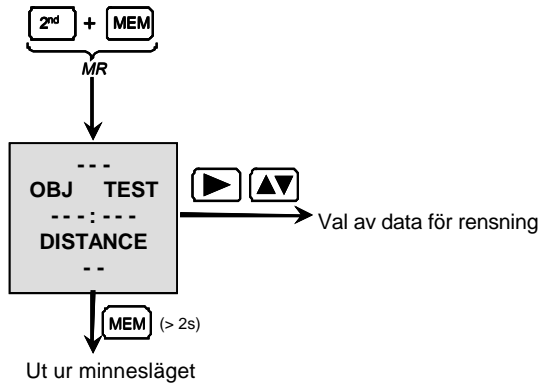 2nd + MEM
MR
---
OBJ TEST
---:---
DISTANCE
--
▶ ▲▼
Val av data för rensning
MEM (> 2s)
Ut ur minnesläget